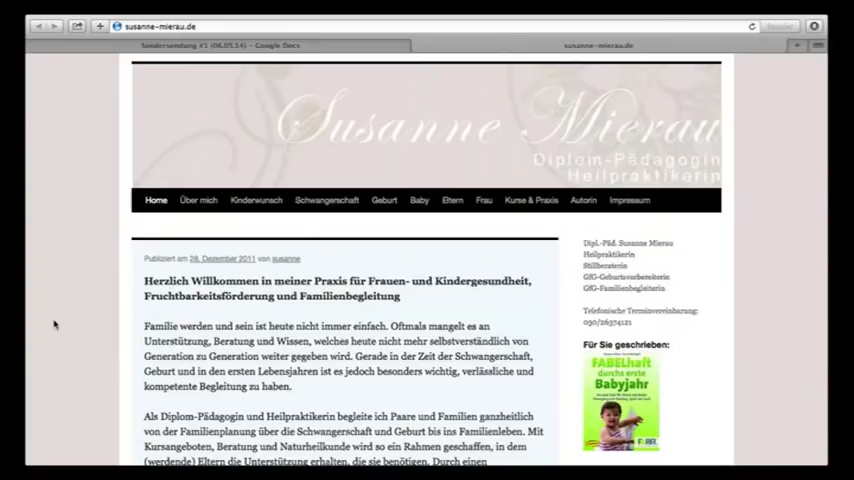 susanne-mierau.de
Reader
Sondersendung #1 (06.05.14) – Google Docs
susanne-mierau.de
Susanne Mierau
Diplom-Pädagogin
Heilpraktikerin
Home Über mich Kinderwunsch Schwangerschaft Geburt Baby Eltern Frau Kurse & Praxis Autorin Impressum
Publiziert am 28. Dezember 2011 von susanne
Herzlich Willkommen in meiner Praxis für Frauen- und Kindergesundheit,
Fruchtbarkeitsförderung und Familienbegleitung
Familie werden und sein ist heute nicht immer einfach. Oftmals mangelt es an
Unterstützung, Beratung und Wissen, welches heute nicht mehr selbstverständlich von
Generation zu Generation weiter gegeben wird. Gerade in der Zeit der Schwangerschaft,
Geburt und in den ersten Lebensjahren ist es jedoch besonders wichtig, verlässliche und
kompetente Begleitung zu haben.
Als Diplom-Pädagogin und Heilpraktikerin begleite ich Paare und Familien ganzheitlich
von der Familienplanung über die Schwangerschaft und Geburt bis ins Familienleben. Mit
Kursangeboten, Beratung und Naturheilkunde wird so ein Rahmen geschaffen, in dem
(werdende) Eltern die Unterstützung erhalten, die sie benötigen. Durch einen
Dipl.-Päd. Susanne Mierau
Heilpraktikerin
Stillberaterin
GfG-Geburtsvorbereiterin
GfG-Familienbegleiterin
Telefonische Terminvereinbarung:
030/26374121
Für Sie geschrieben:
FABELhaft
durchs erste
Babyjahr